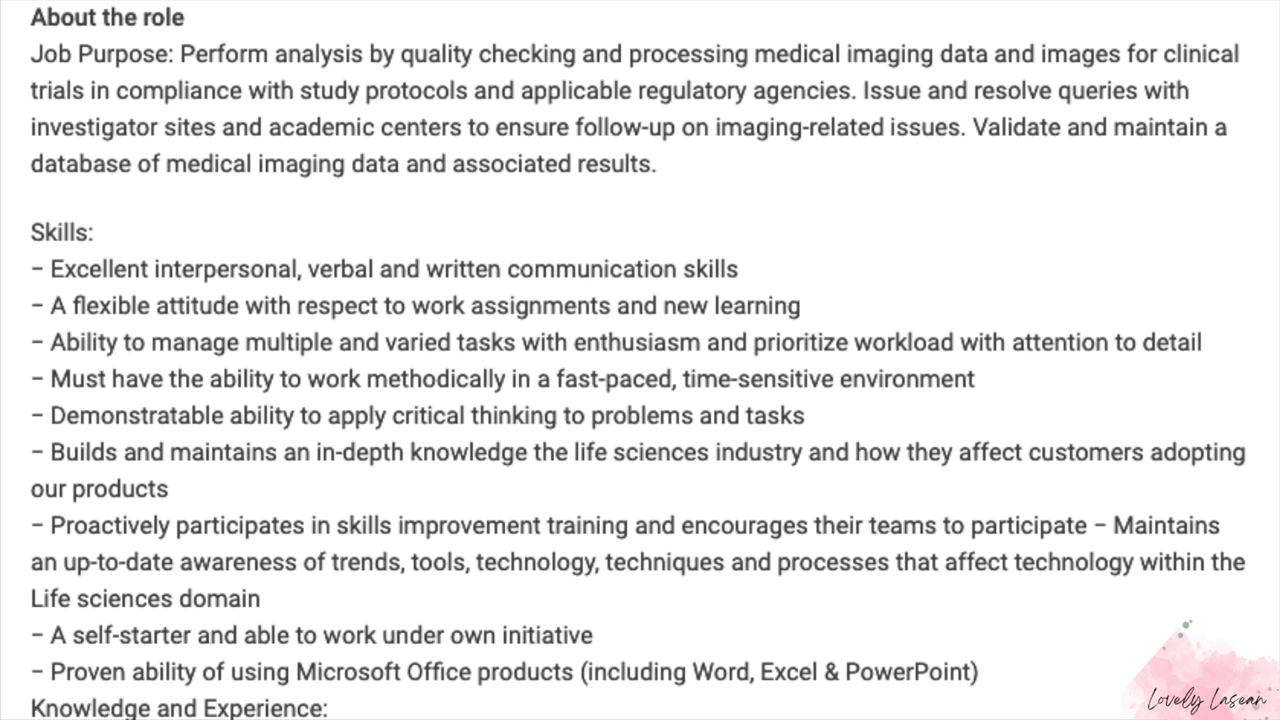 About the role
Job Purpose: Perform analysis by quality checking and processing medical imaging data and images for clinical
trials in compliance with study protocols and applicable regulatory agencies. Issue and resolve queries with
investigator sites and academic centers to ensure follow-up on imaging-related issues. Validate and maintain a
database of medical imaging data and associated results.
Skills:
− Excellent interpersonal, verbal and written communication skills
− A flexible attitude with respect to work assignments and new learning
− Ability to manage multiple and varied tasks with enthusiasm and prioritize workload with attention to detail
− Must have the ability to work methodically in a fast-paced, time-sensitive environment
− Demonstratable ability to apply critical thinking to problems and tasks
− Builds and maintains an in-depth knowledge the life sciences industry and how they affect customers adopting
our products
− Proactively participates in skills improvement training and encourages their teams to participate − Maintains
an up-to-date awareness of trends, tools, technology, techniques and processes that affect technology within the
Life sciences domain
− A self-starter and able to work under own initiative
− Proven ability of using Microsoft Office products (including Word, Excel & PowerPoint)
Knowledge and Experience:
Lovely Lasean